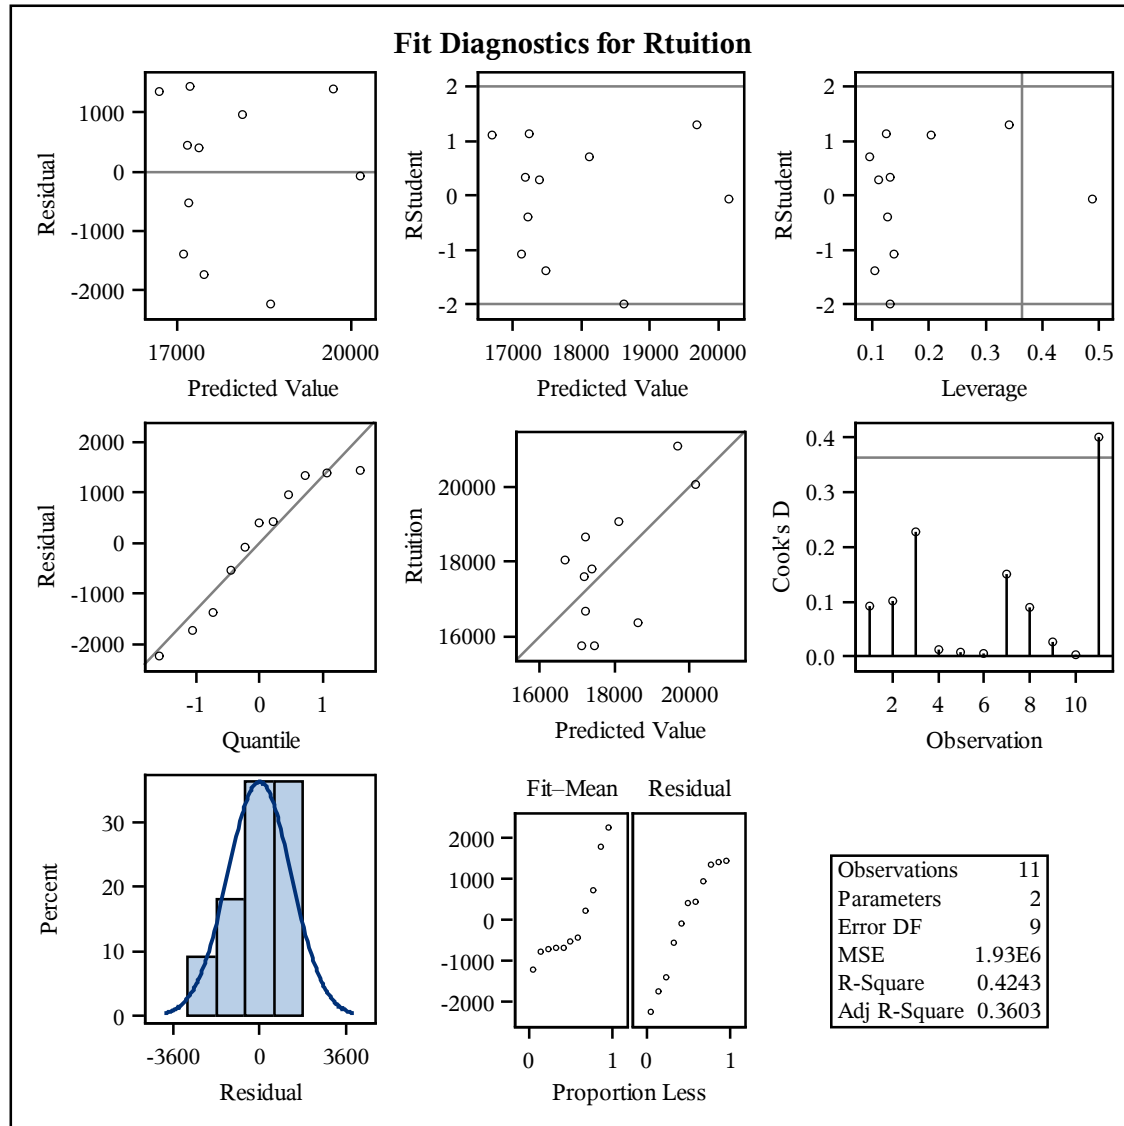 Fit Diagnostics for Rtuition
Residual
1000
0
-1000
-2000
17000 20000
Predicted Value
RStudent
2
1
0
-1
-2
17000 18000 19000 20000
Predicted Value
RStudent
2
1
0
-1
-2
0.1 0.2 0.3 0.4 0.5
Leverage
Residual
2000
1000
0
-1000
-2000
-1 0 1
Quantile
Rtuition
20000
18000
16000
16000 18000 20000
Predicted Value
Cook's D
0.4
0.3
0.2
0.1
0.0
2 4 6 8 10
Observation
Percent
30
20
10
0
-3600 0 3600
Residual
Fit–Mean Residual
2000
1000
0
-1000
-2000
0 1 0 1
Proportion Less
Observations 11
Parameters 2
Error DF 9
MSE 1.93E6
R-Square 0.4243
Adj R-Square 0.3603